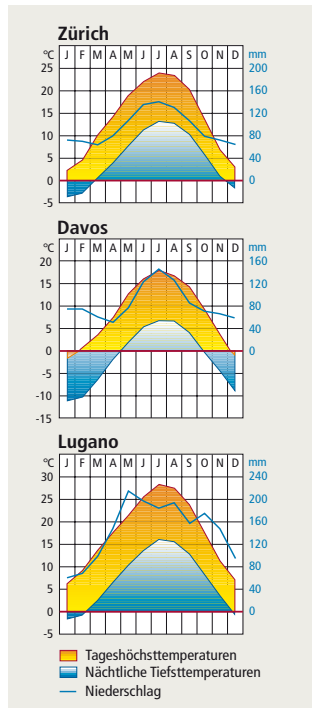 Zürich
°C J F M A M J J A S O N D mm
25 200
20 160
15 120
10 80
5 40
0 0
-5
Davos
°C J F M A M J J A S O N D mm
20 160
15 120
10 80
5 40
0 0
-5
-10
-15
Lugano
°C J F M A M J J A S O N D mm
30 240
25 200
20 160
15 120
10 80
5 40
0 0
-5
Tageshöchsttemperaturen
Nächtliche Tiefsttemperaturen
Niederschlag